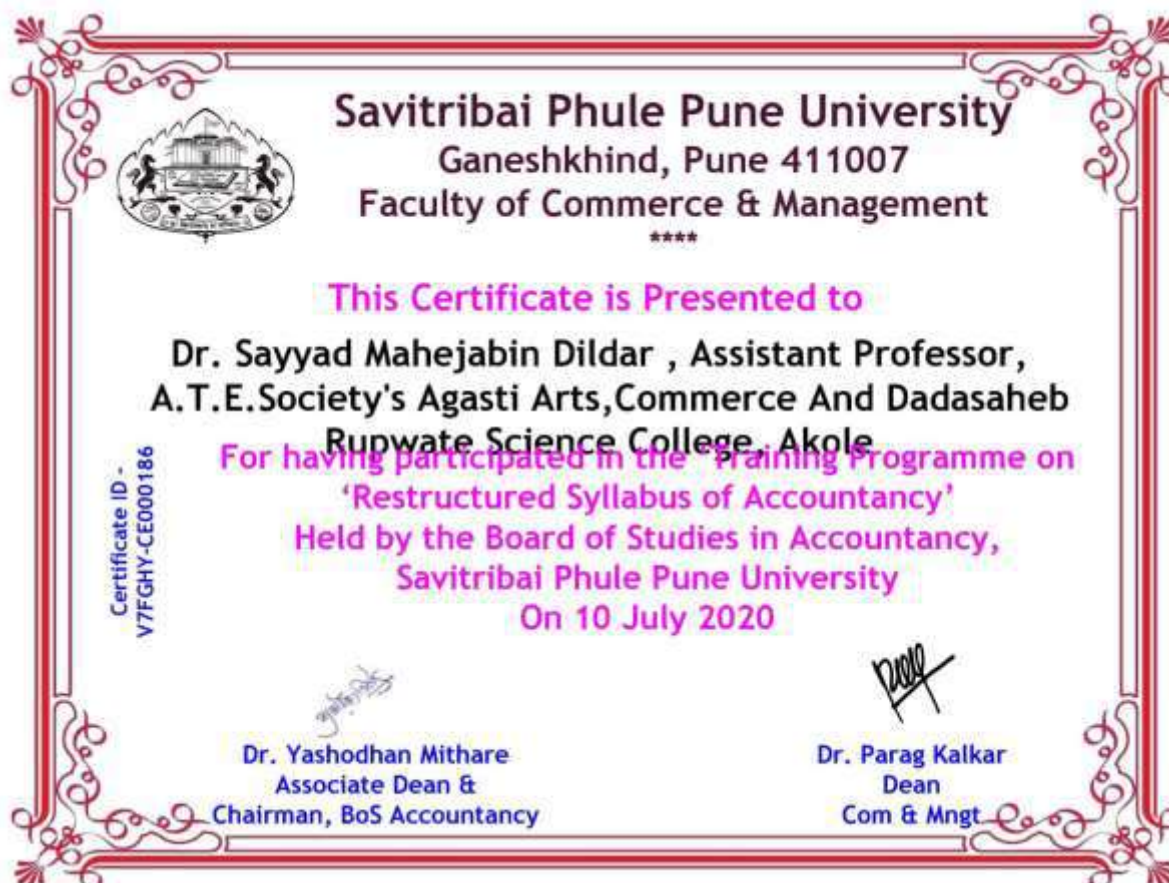 Savitribai Phule Pune University
Ganeshkhind, Pune 411007
Faculty of Commerce & Management
****
This Certificate is Presented to
Dr. Sayyad Mahejabin Dildar , Assistant Professor,
A.T.E.Society's Agasti Arts,Commerce And Dadasaheb
Rupwate Science College, Akole
For having participated in the 'Training Programme on
‘Restructured Syllabus of Accountancy’
Held by the Board of Studies in Accountancy,
Savitribai Phule Pune University
On 10 July 2020
Certificate ID -
V7FGHY-CE000186
Dr. Yashodhan Mithare
Associate Dean &
Chairman, BoS Accountancy
Dr. Parag Kalkar
Dean
Com & Mngt